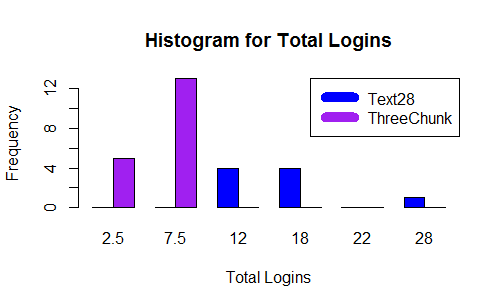 Histogram for Total Logins
Frequency
12
8
4
0
Text28
ThreeChunk
2.5 7.5 12 18 22 28
Total Logins